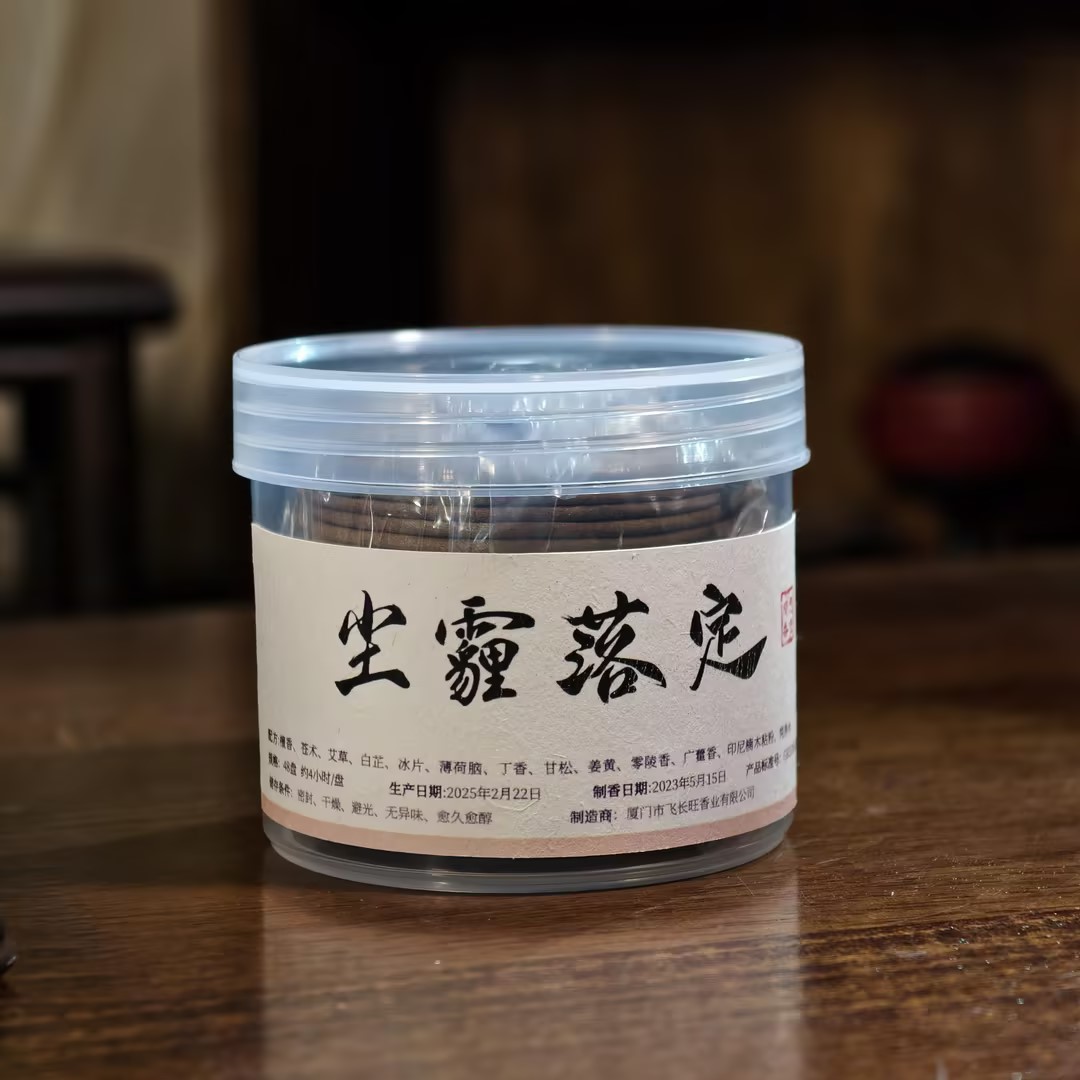 尘霾落定
配方:檀香、苍术、艾草、白芷、冰片、薄荷脑、丁香、甘松、姜黄、零陵香、广藿香、印尼楠木粘粉、
规格: 48盘 约4小时/盘 生产日期:2025年2月22日 制香日期:2023年5月15日 产品标准号:
储存条件: 密封、干燥、避光、无异味、愈久愈醇 制造商: 厦门市飞长旺香业有限公司